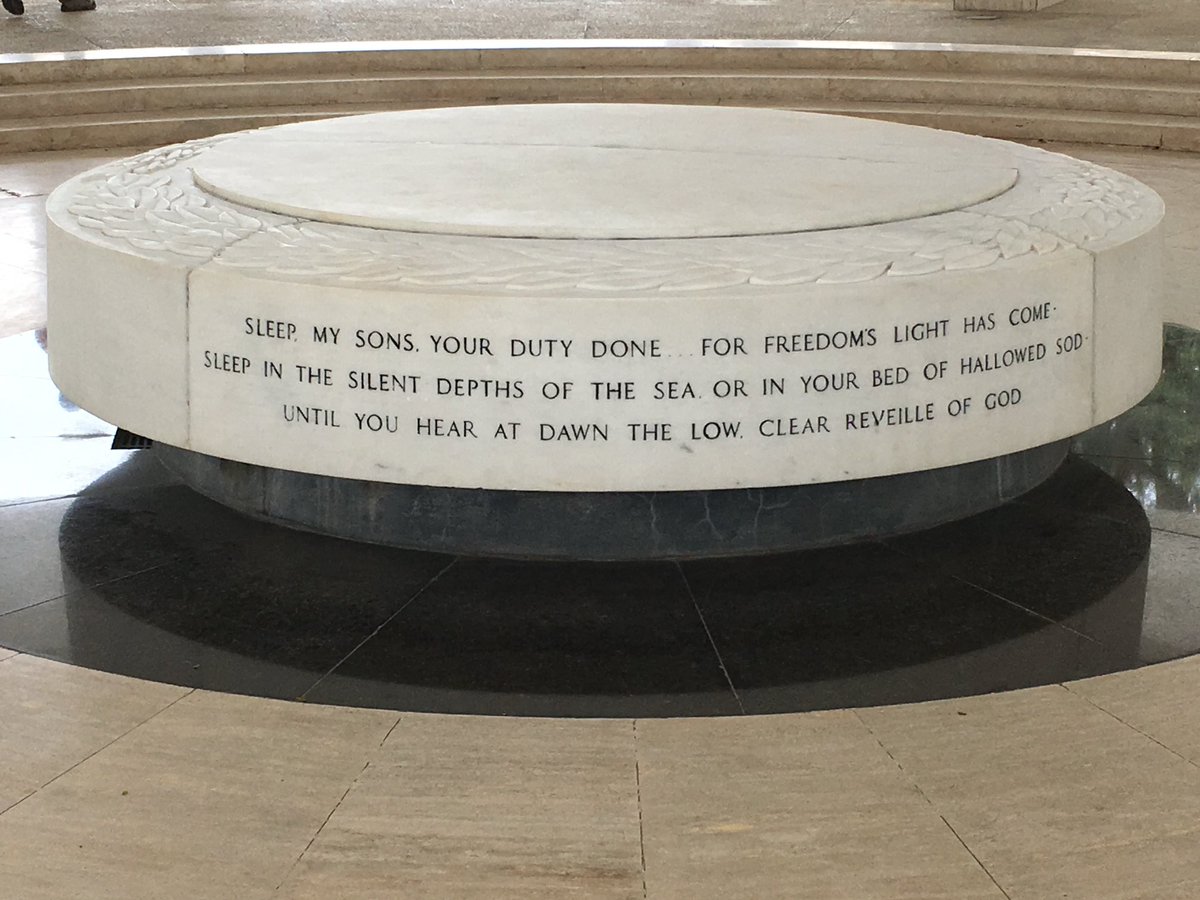 SLEEP, MY SONS, YOUR DUTY DONE... FOR FREEDOM'S LIGHT HAS COME·
SLEEP IN THE SILENT DEPTHS OF THE SEA, OR IN YOUR BED OF HALLOWED SOD·
UNTIL YOU HEAR AT DAWN THE LOW, CLEAR REVEILLE OF GOD